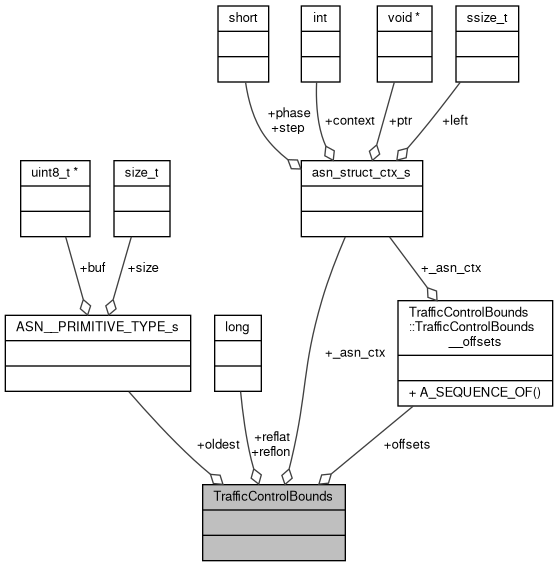 short
int
void *
ssize_t
+phase
+step
+context
+ptr
+left
uint8_t *
size_t
asn_struct_ctx_s
+buf
+size
+_asn_ctx
ASN__PRIMITIVE_TYPE_s
long
TrafficControlBounds
::TrafficControlBounds
__offsets
+ A_SEQUENCE_OF()
+_asn_ctx
+oldest
+reflat
+reflon
+offsets
TrafficControlBounds